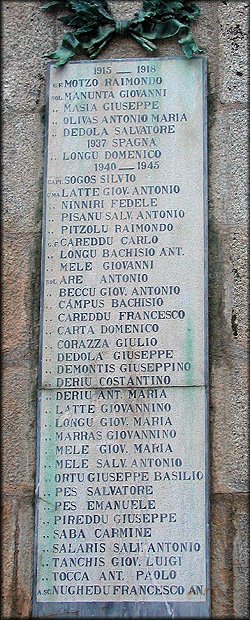 1915 — 1918
G.F. MOTZO RAIMONDO
SOL. MANUNTA GIOVANNI
,, MASIA GIUSEPPE
,, OLIVAS ANTONIO MARIA
,, DEDOLA SALVATORE
1937 SPAGNA
,, LONGU DOMENICO
1940 — 1945
CAPL SOGOS SILVIO
C.M. LATTE GIOV. ANTONIO
,, NINNIRI FEDELE
,, PISANU SALV. ANTONIO
,, PITZOLU RAIMONDO
G.F. CAREDDU CARLO
,, LONGU BACHISIO ANT.
,, MELE GIOVANNI
SOL. ARE ANTONIO
,, BECCU GIOV. ANTONIO
,, CAMPUS BACHISIO
,, CAREDDU FRANCESCO
,, CARTA DOMENICO
,, CORAZZA GIULIO
,, DEDOLA GIUSEPPE
,, DEMONTIS GIUSEPPINO
,, DERIU COSTANTINO
,, DERIU ANT. MARIA
,, LATTE GIOVANNINO
,, LONGU GIOV. MARIA
,, MARRAS GIOVANNINO
,, MELE GIOV. MARIA
,, MELE SALV. ANTONIO
,, ORTU GIUSEPPE BASILIO
,, PES SALVATORE
,, PES EMANUELE
,, PIREDDU GIUSEPPE
,, SABA CARMINE
,, SALARIS SALV. ANTONIO
,, TANCHIS GIOV. LUIGI
,, TOCCA ANT. PAOLO
NUGHEDU FRANCESCO AN.